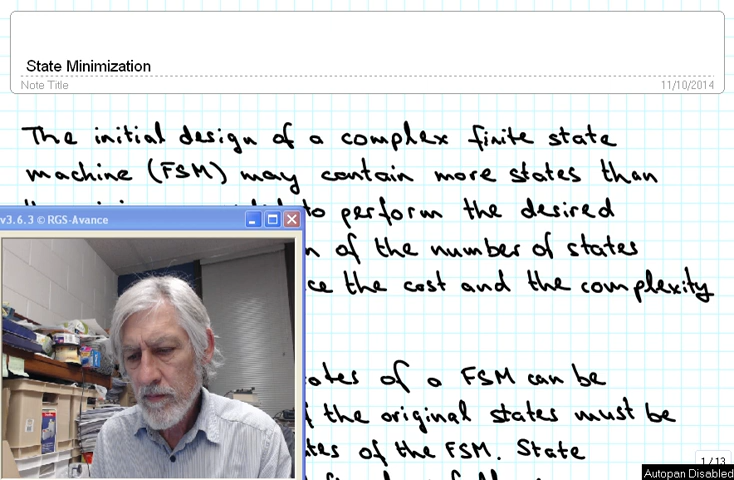 State Minimization
Note Title
11/10/2014
The initial design of a complex finite state
machine (FSM) may contain more states than
to perform the desired
v3.6.3 © RGS-Avance
of the number of states
the cost and the complexity
of a FSM can be
the original states must be
of the FSM. State
1/13
Autopan Disabled